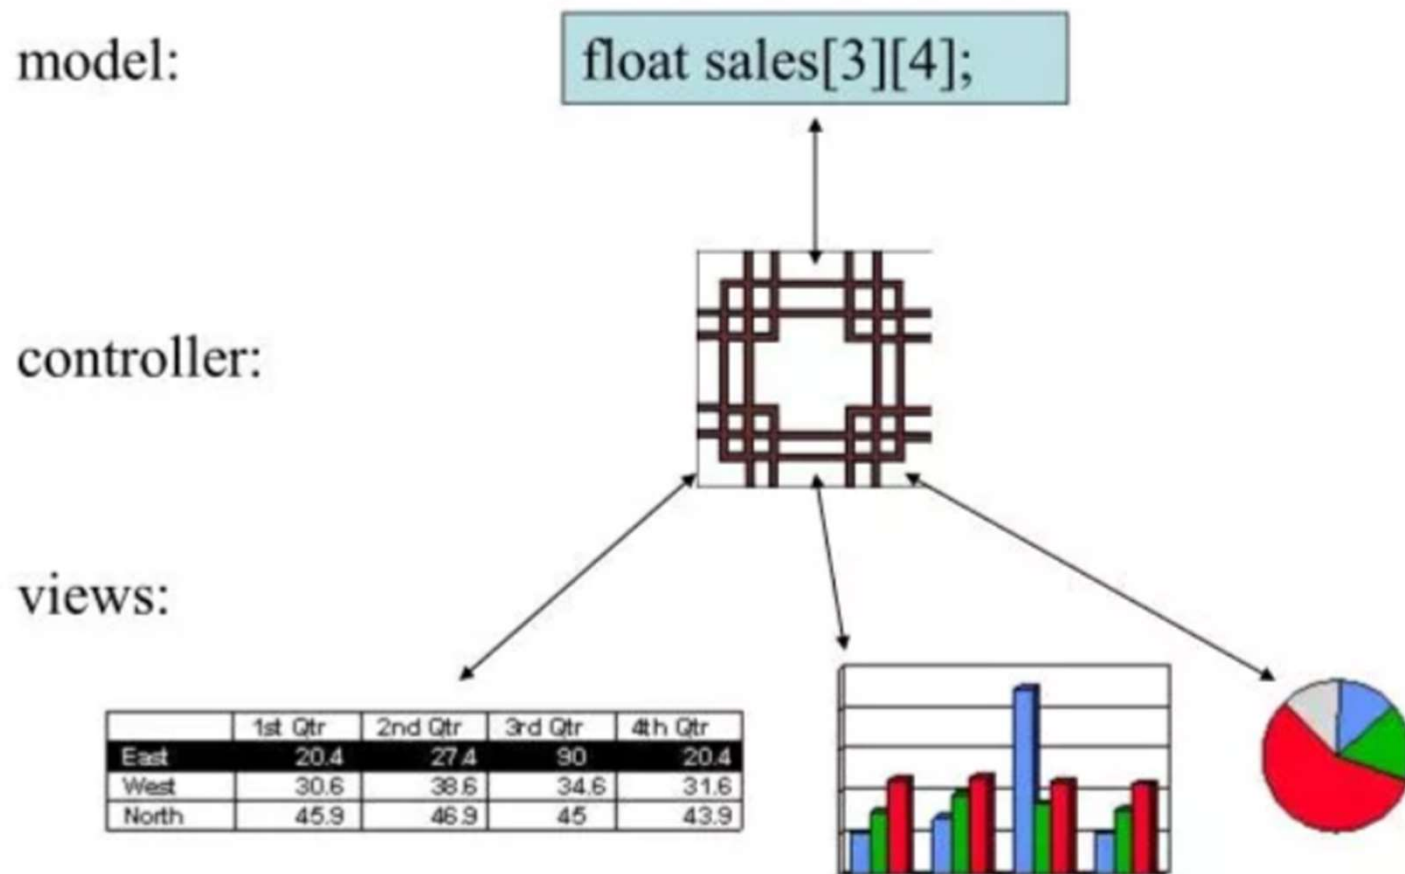 model:
float sales[3][4];
controller:
views:
1st Qtr 2nd Qtr 3rd Qtr 4th Qtr
East 20.4 27.4 90 20.4
West 30.6 38.6 34.6 31.6
North 45.9 46.9 45 43.9